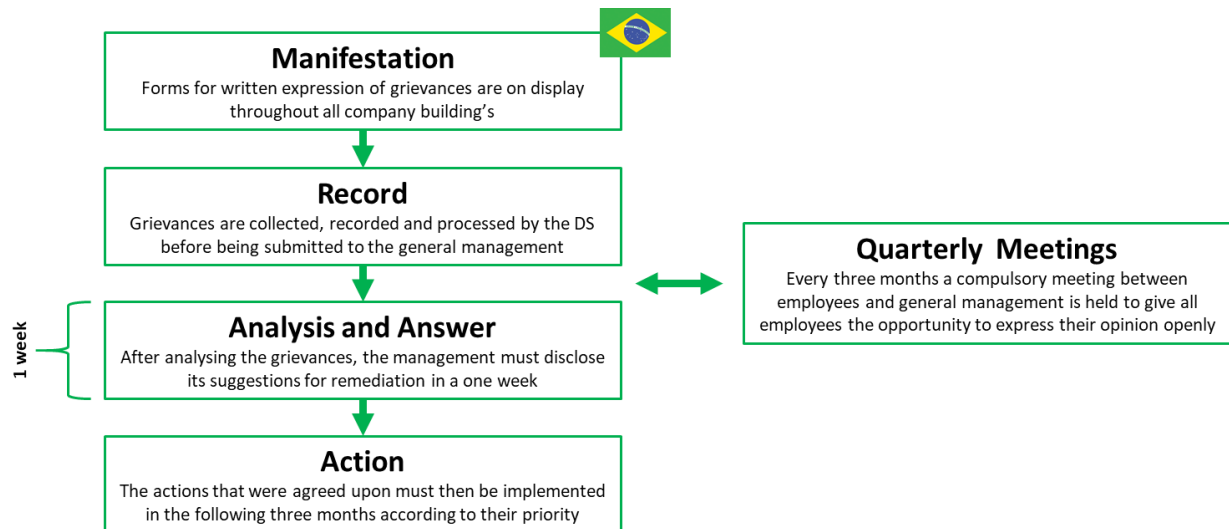 Manifestation
Forms for written expression of grievances are on display
throughout all company building’s
Record
Grievances are collected, recorded and processed by the DS
before being submitted to the general management
Quarterly Meetings
Every three months a compulsory meeting between
employees and general management is held to give all
employees the opportunity to express their opinion openly
1 week
Analysis and Answer
After analysing the grievances, the management must disclose
its suggestions for remediation in a one week
Action
The actions that were agreed upon must then be implemented
in the following three months according to their priority